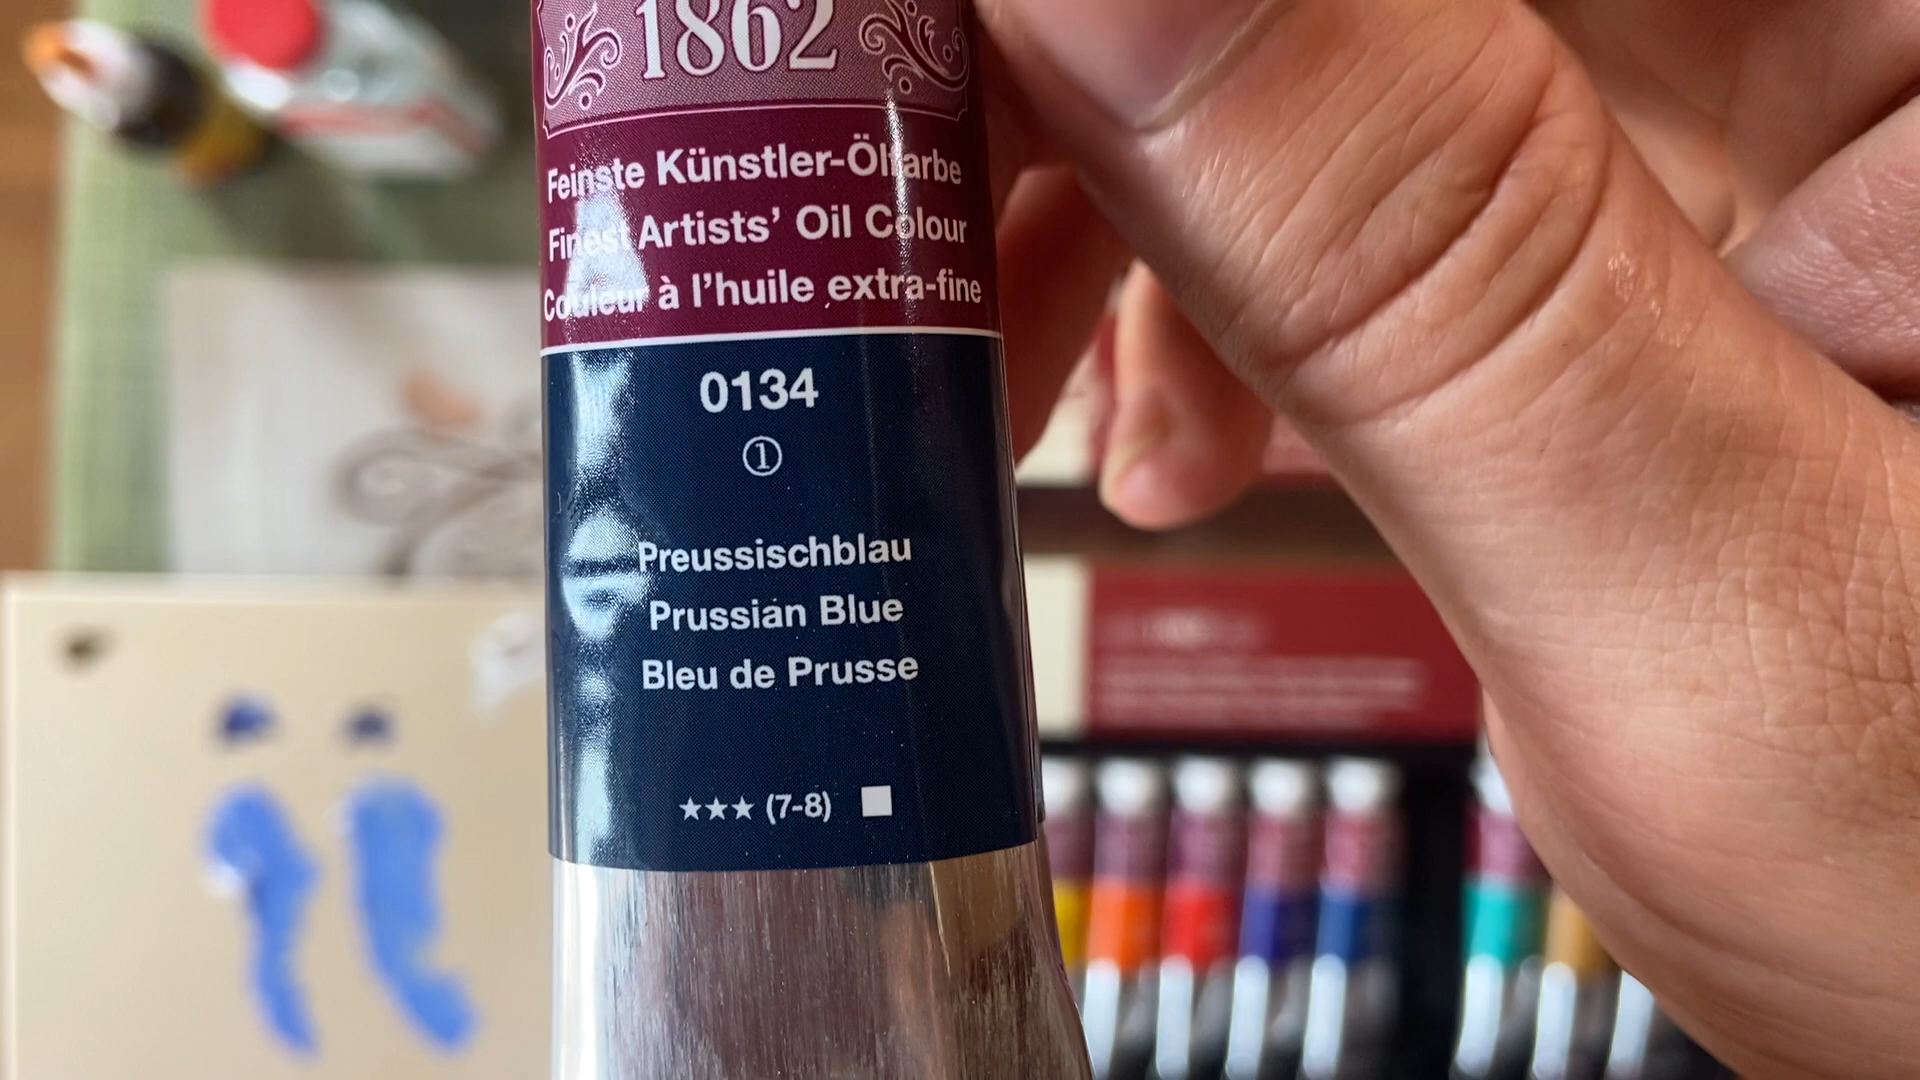 1862
Feinste Künstler-Ölfarbe
Finest Artists’ Oil Colour
Couleur à l’huile extra-fine
0134
①
Preussischblau
Prussian Blue
Bleu de Prusse
★★★ (7-8) ■